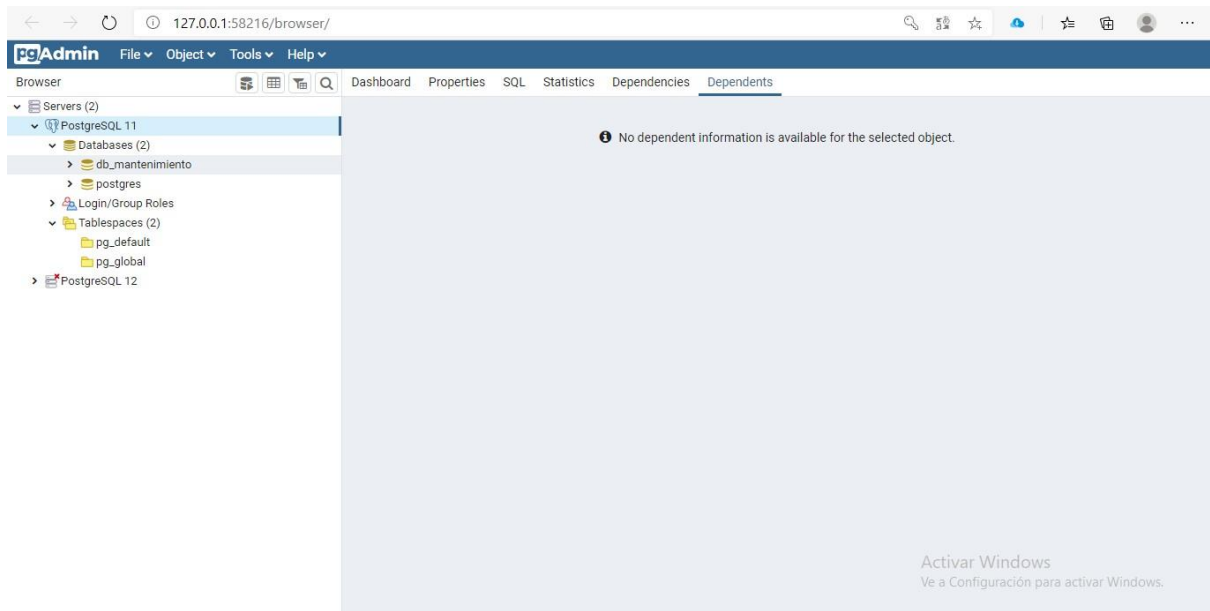 127.0.0.1:58216/browser/
pgAdmin File Object Tools Help
Browser
Dashboard Properties SQL Statistics Dependencies Dependents
Servers (2)
PostgreSQL 11
Databases (2)
db_mantenimiento
postgres
Login/Group Roles
Tablespaces (2)
pg_default
pg_global
PostgreSQL 12
No dependent information is available for the selected object.
Activar Windows
Ve a Configuración para activar Windows.